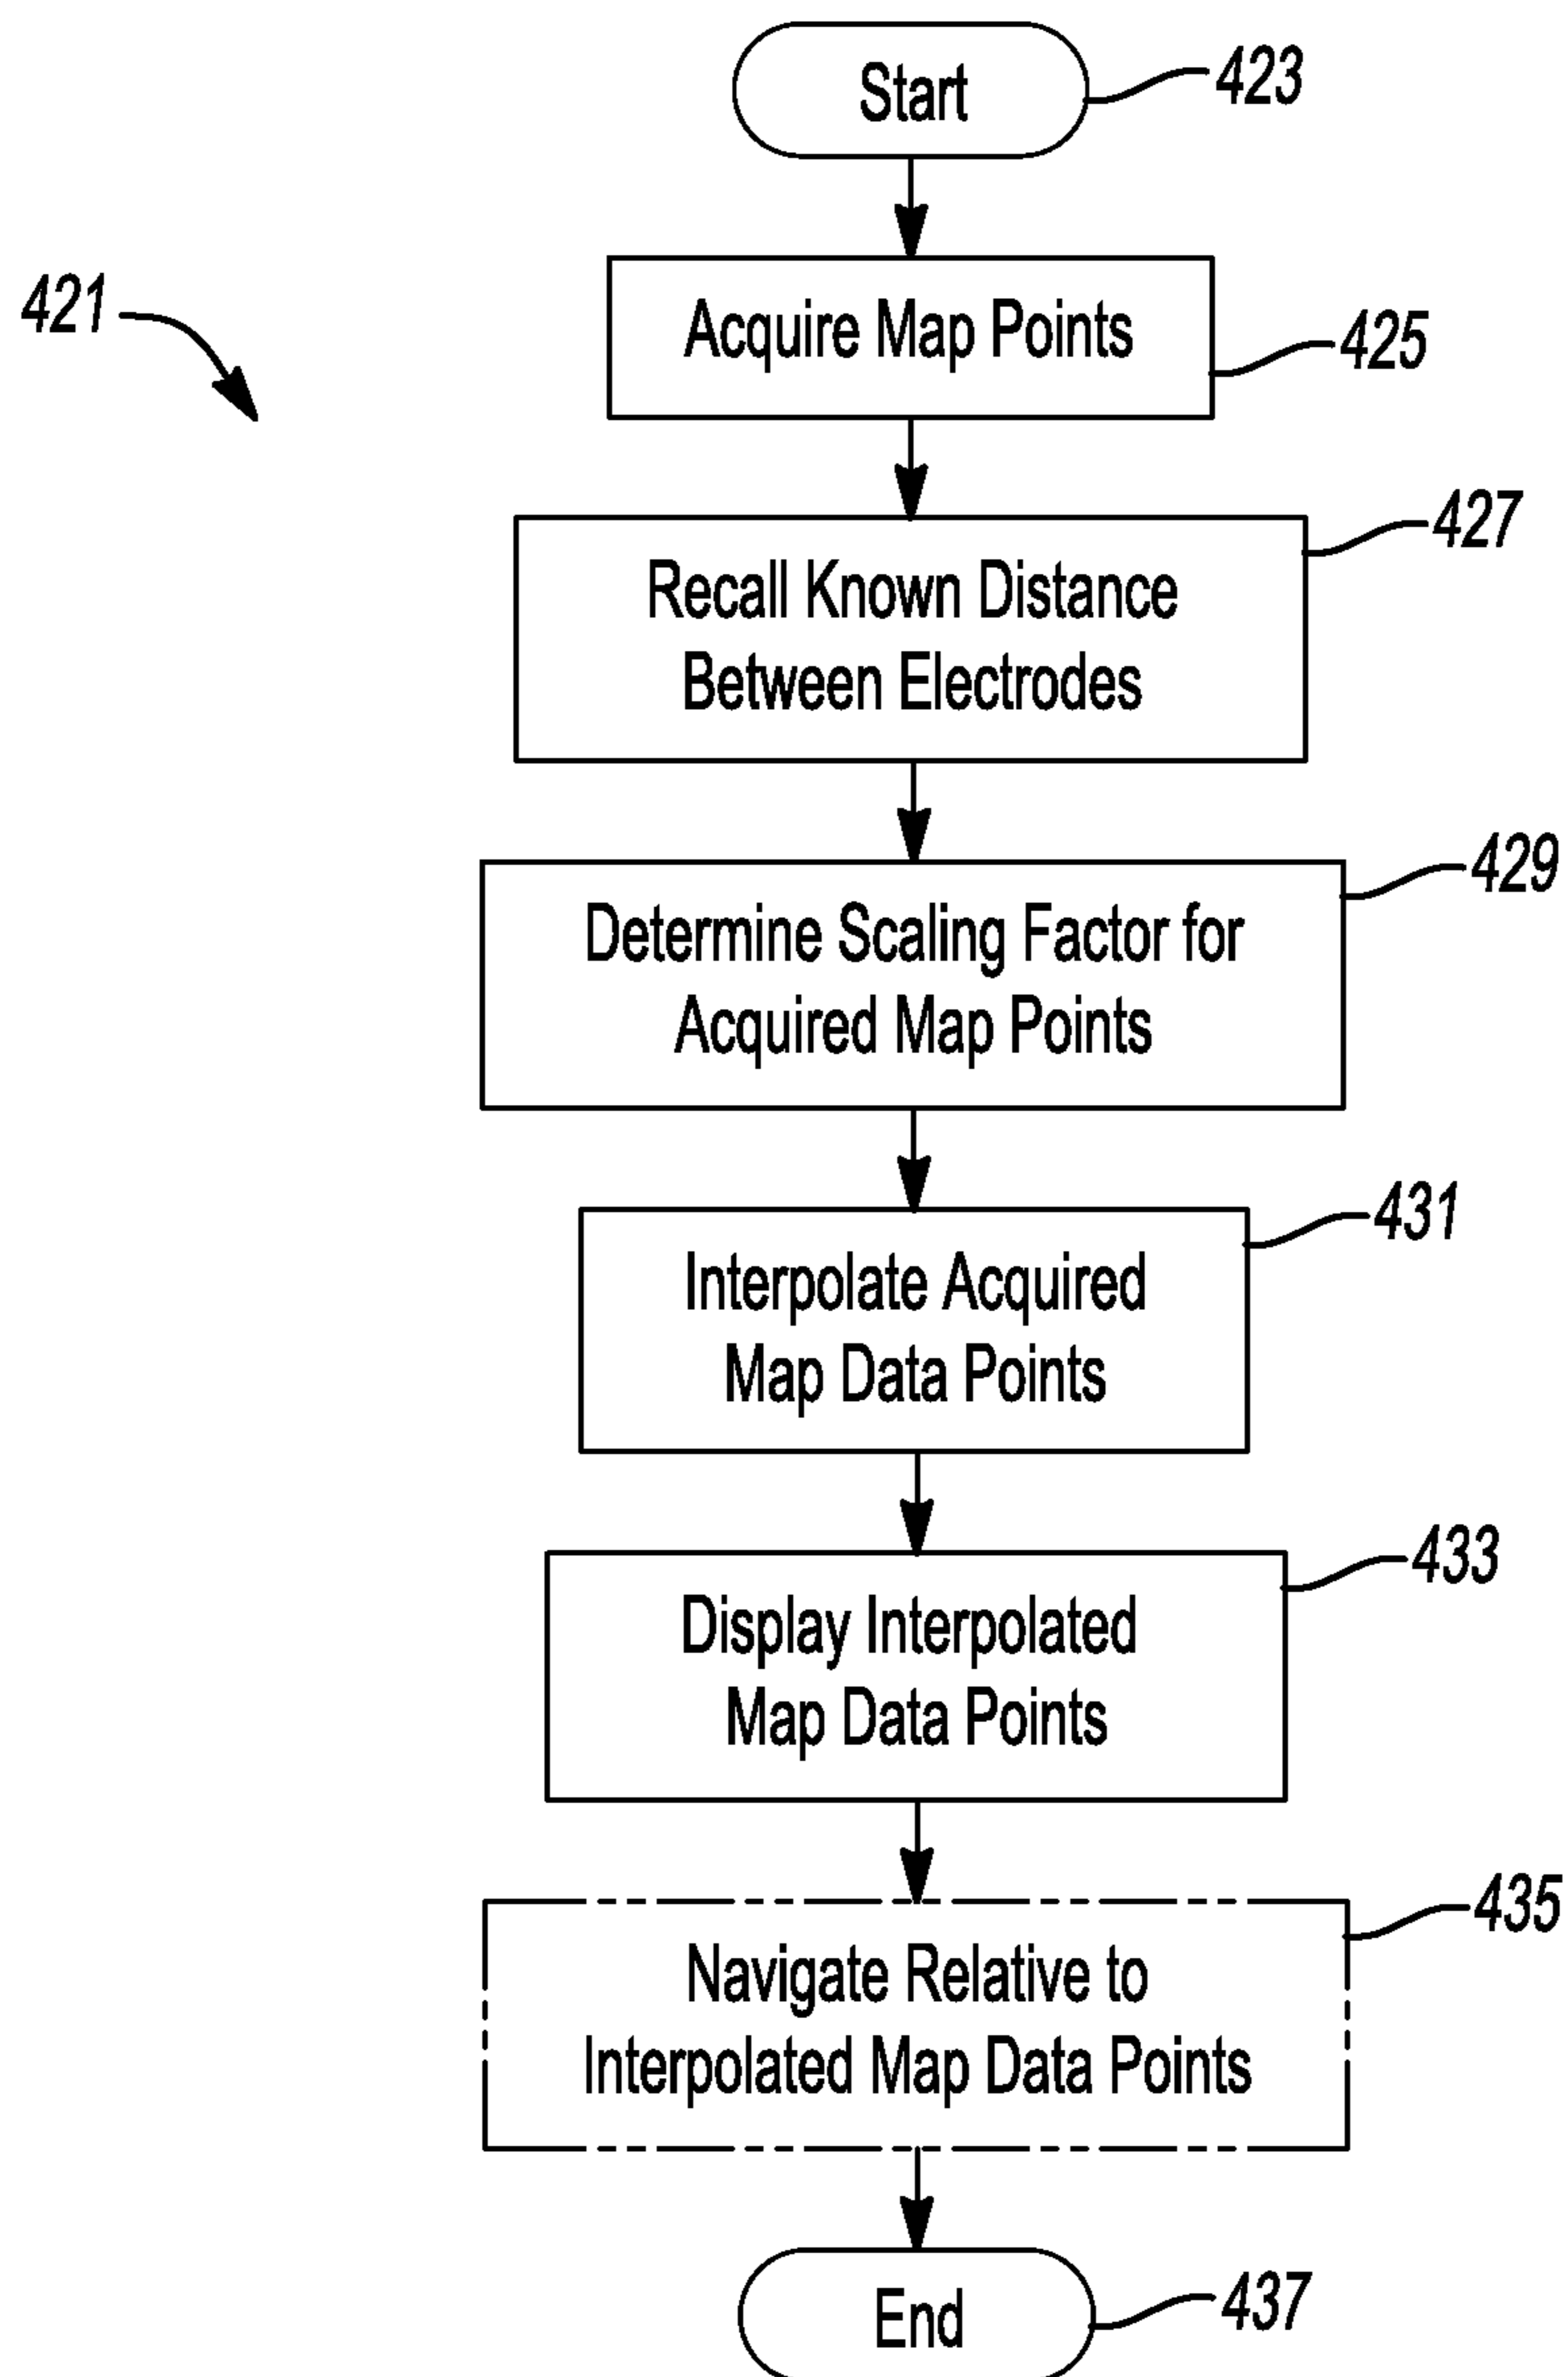 Start
423
421
Acquire Map Points
425
427
Recall Known Distance
Between Electrodes
429
Determine Scaling Factor for
Acquired Map Points
431
Interpolate Acquired
Map Data Points
433
Display Interpolated
Map Data Points
435
Navigate Relative to
Interpolated Map Data Points
End
437